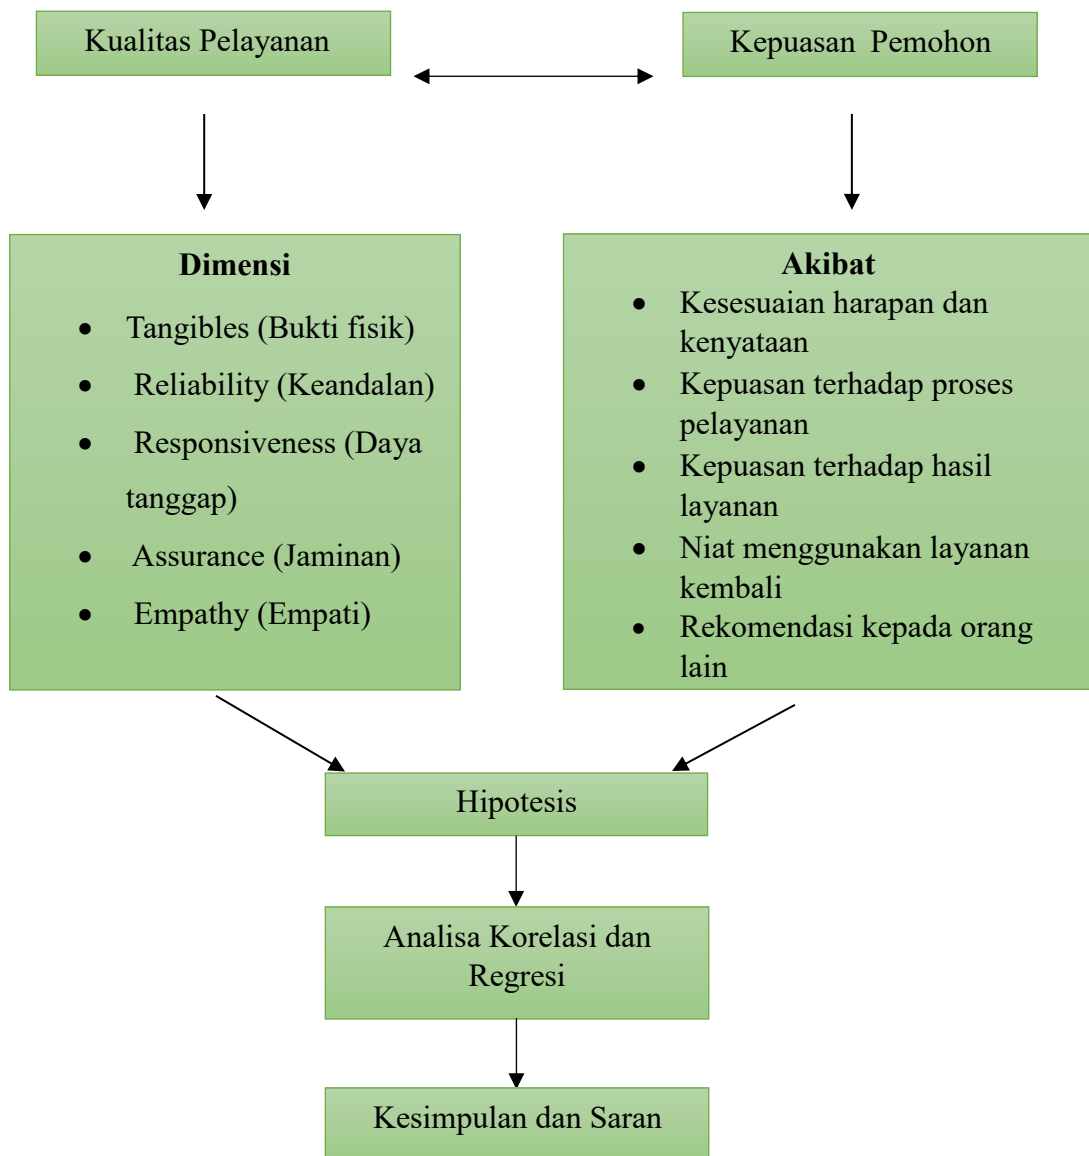 Kualitas Pelayanan
Kepuasan Pemohon
Dimensi
• Tangibles (Bukti fisik)
• Reliability (Keandalan)
• Responsiveness (Daya
tanggap)
• Assurance (Jaminan)
• Empathy (Empati)
Akibat
• Kesesuaian harapan dan
kenyataan
• Kepuasan terhadap proses
pelayanan
• Kepuasan terhadap hasil
layanan
• Niat menggunakan layanan
kembali
• Rekomendasi kepada orang
lain
Hipotesis
Analisa Korelasi dan
Regresi
Kesimpulan dan Saran